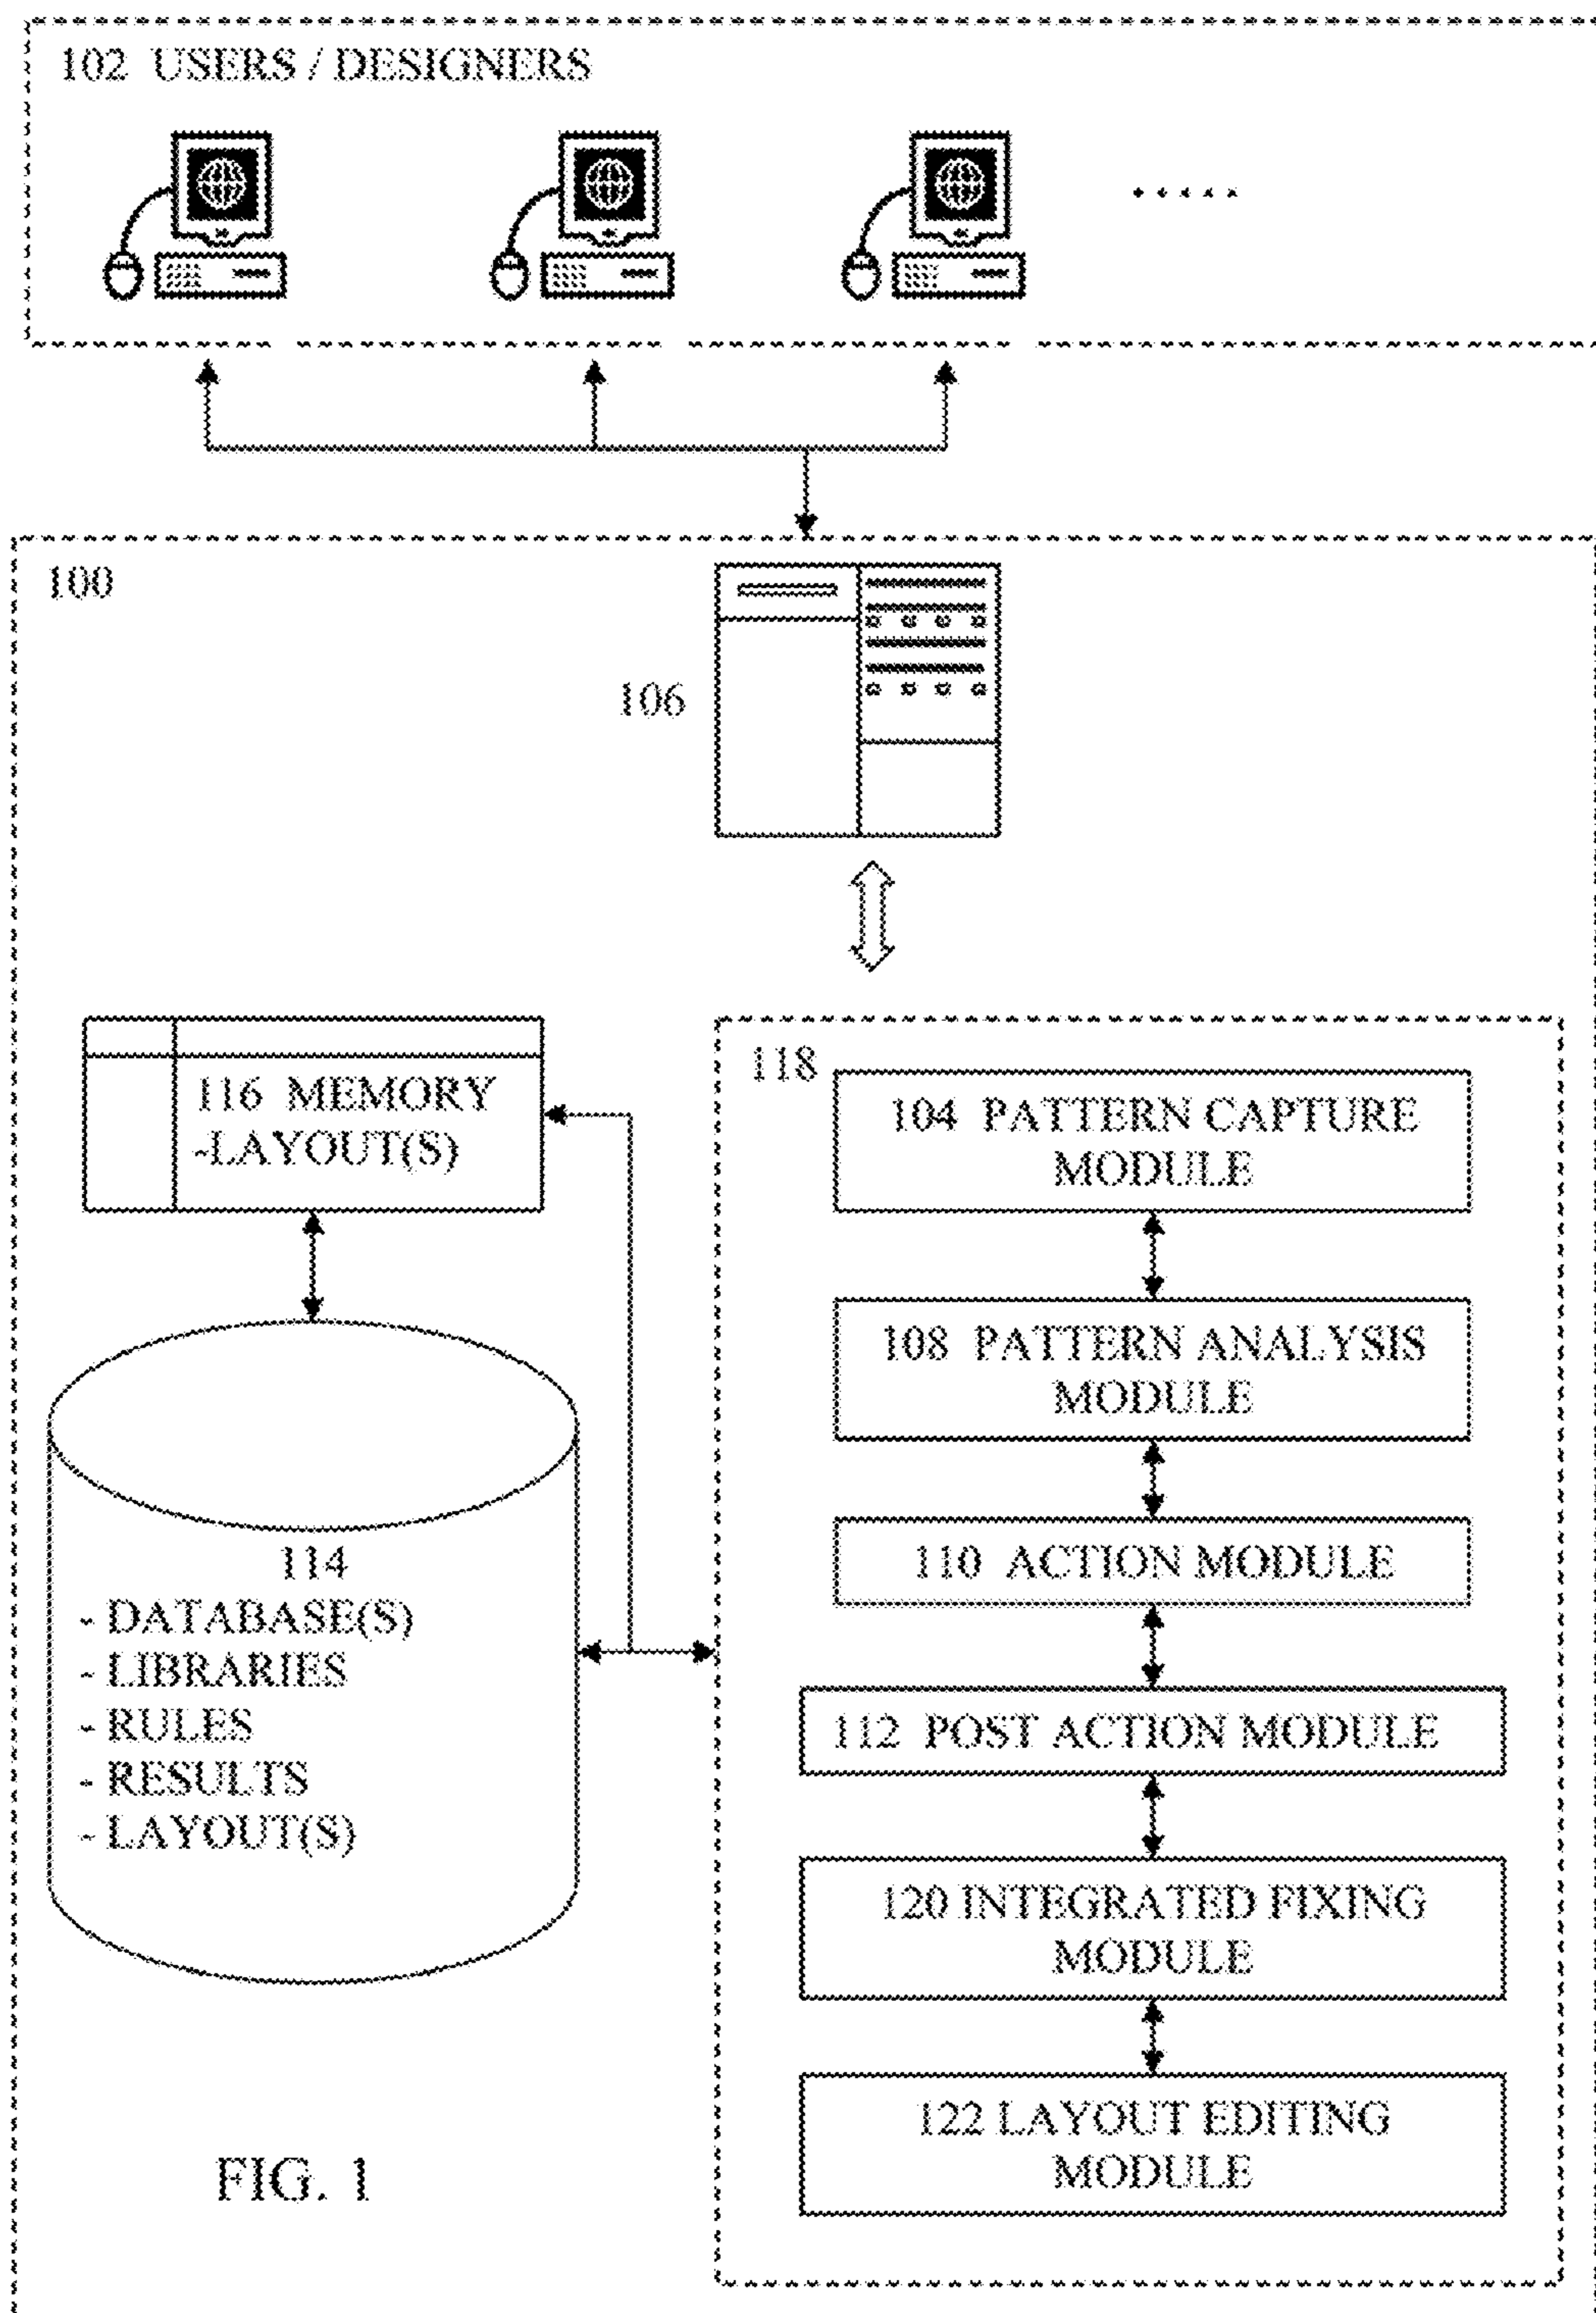 102 USERS / DESIGNERS
100
106
116 MEMORY
-LAYOUT(S)
114
- DATABASE(S)
- LIBRARIES
- RULES
- RESULTS
- LAYOUT(S)
118
104 PATTERN CAPTURE
MODULE
108 PATTERN ANALYSIS
MODULE
110 ACTION MODULE
112 POST ACTION MODULE
120 INTEGRATED FIXING
MODULE
122 LAYOUT EDITING
MODULE
FIG. 1